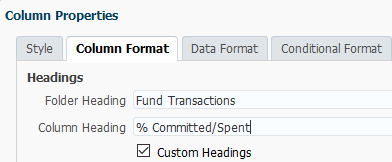 Column Properties
Style Column Format Data Format Conditional Format
Headings
Folder Heading Fund Transactions
Column Heading % Committed/Spent
Custom Headings